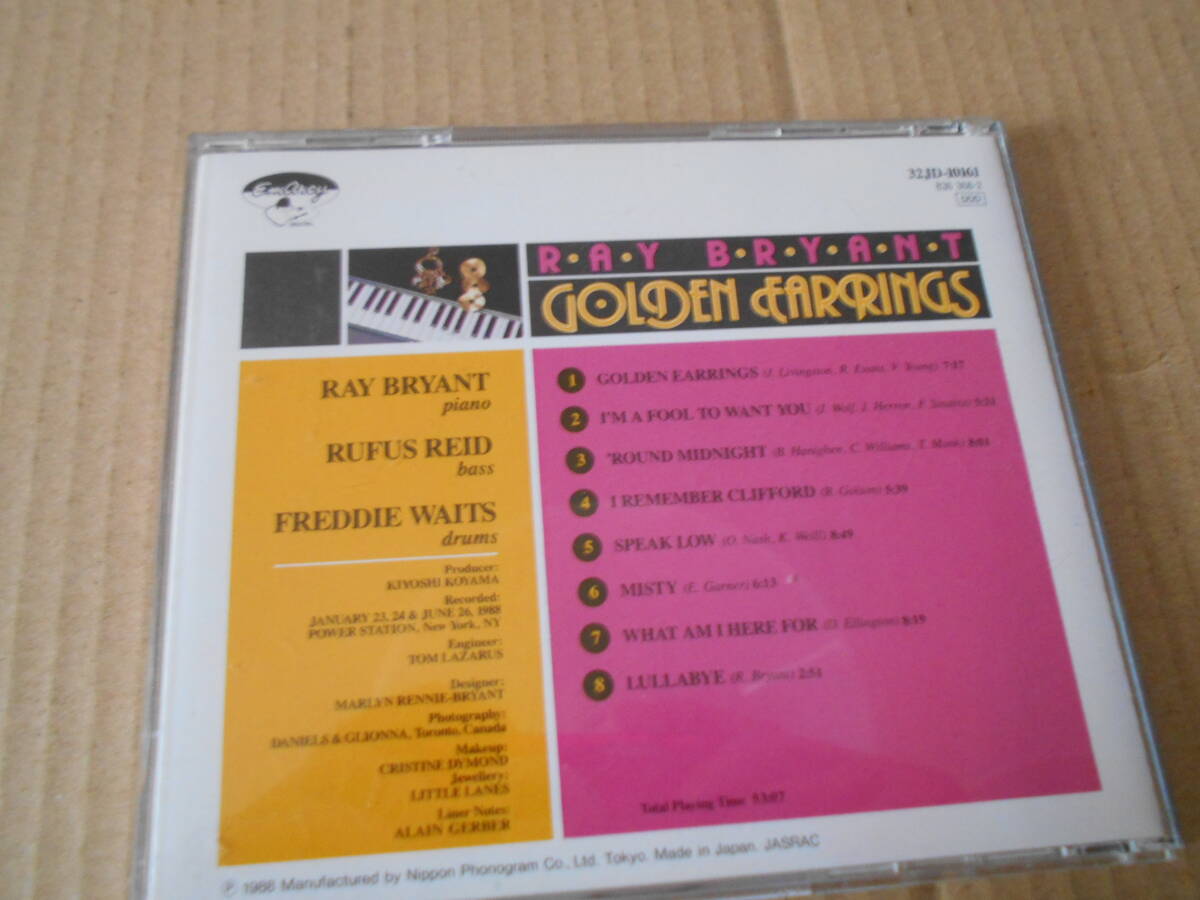 EmArcy
32JD-10161
836 368-2
DDD
R·A·Y B·R·Y·A·N·T
GOLDEN EARRINGS
RAY BRYANT
piano
RUFUS REID
bass
FREDDIE WAITS
drums
Producer:
KIYOSHI KOYAMA
Recorded:
JANUARY 23, 24 & JUNE 26, 1988
POWER STATION, New York, NY
Engineer:
TOM LAZARUS
Designer:
MARLYN RENNIE-BRYANT
Photography:
DANIELS & GLIONNA, Toronto, Canada
Makeup:
CRISTINE DYMOND
Jewellery:
LITTLE LANES
Liner Notes:
ALAIN GERBER
1 GOLDEN EARRINGS (J. Livingston, R. Evans, V. Young) 7:17
2 I'M A FOOL TO WANT YOU (J. Wolf, J. Herron, F. Sinatra)
3 'ROUND MIDNIGHT (B. Hanighen, C. Williams, T. Monk) 8:01
4 I REMEMBER CLIFFORD (B. Golson) 5:39
5 SPEAK LOW (O. Nash, K. Weill) 8:49
6 MISTY (E. Garner) 6:13
7 WHAT AM I HERE FOR (D. Ellington) 8:19
8 LULLABYE (R. Bryant) 2:51
Total Playing Time 53:07
℗ 1988 Manufactured by Nippon Phonogram Co., Ltd. Tokyo. Made in Japan. JASRAC